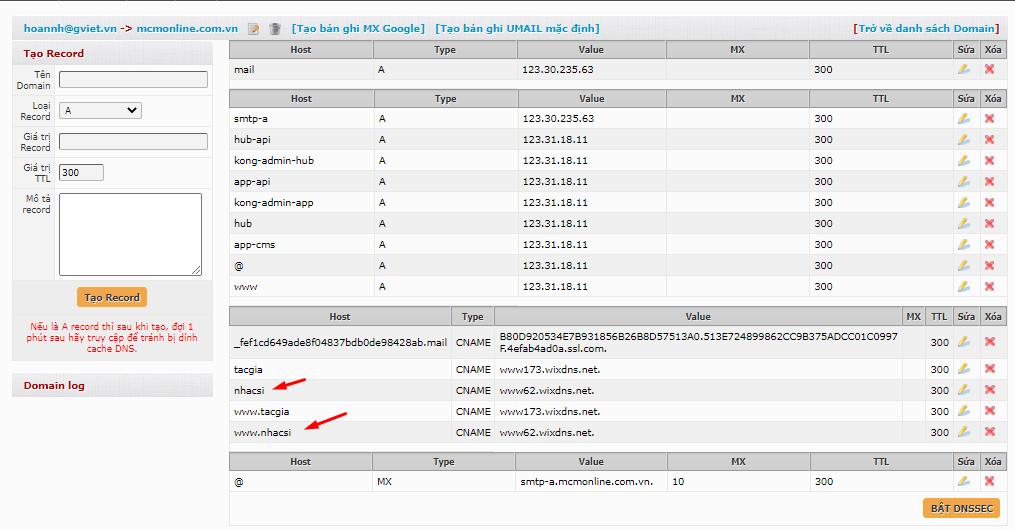 hoannh@gviet.vn -> mcmonline.com.vn [Tạo bản ghi MX Google] [Tạo bản ghi UMAIL mặc định] [Trở về danh sách Domain]
Tạo Record
Tên Domain
Loại Record
A
Giá trị Record
Giá trị TTL
300
Mô tả record
Tạo Record
Nếu là A record thì sau khi tạo, đợi 1
phút sau hãy truy cập để tránh bị dính
cache DNS.
Domain log
Host Type Value MX TTL Sửa Xóa
mail A 123.30.235.63 300
Host Type Value MX TTL Sửa Xóa
smtp-a A 123.30.235.63 300
hub-api A 123.31.18.11 300
kong-admin-hub A 123.31.18.11 300
app-api A 123.31.18.11 300
kong-admin-app A 123.31.18.11 300
hub A 123.31.18.11 300
app-cms A 123.31.18.11 300
@ A 123.31.18.11 300
www A 123.31.18.11 300
Host Type Value MX TTL Sửa Xóa
_fef1cd649ade8f04837bdb0de98428ab.mail CNAME B80D920534E7B931856B26B8D57513A0.513E724899862CC9B375ADCC01C0997
F.4efab4ad0a.ssl.com. 300
tacgia CNAME www173.wixdns.net. 300
nhacsi CNAME www62.wixdns.net. 300
www.tacgia CNAME www173.wixdns.net. 300
www.nhacsi CNAME www62.wixdns.net. 300
Host Type Value MX TTL Sửa Xóa
@ MX smtp-a.mcmonline.com.vn. 10 300
BẬT DNSSEC